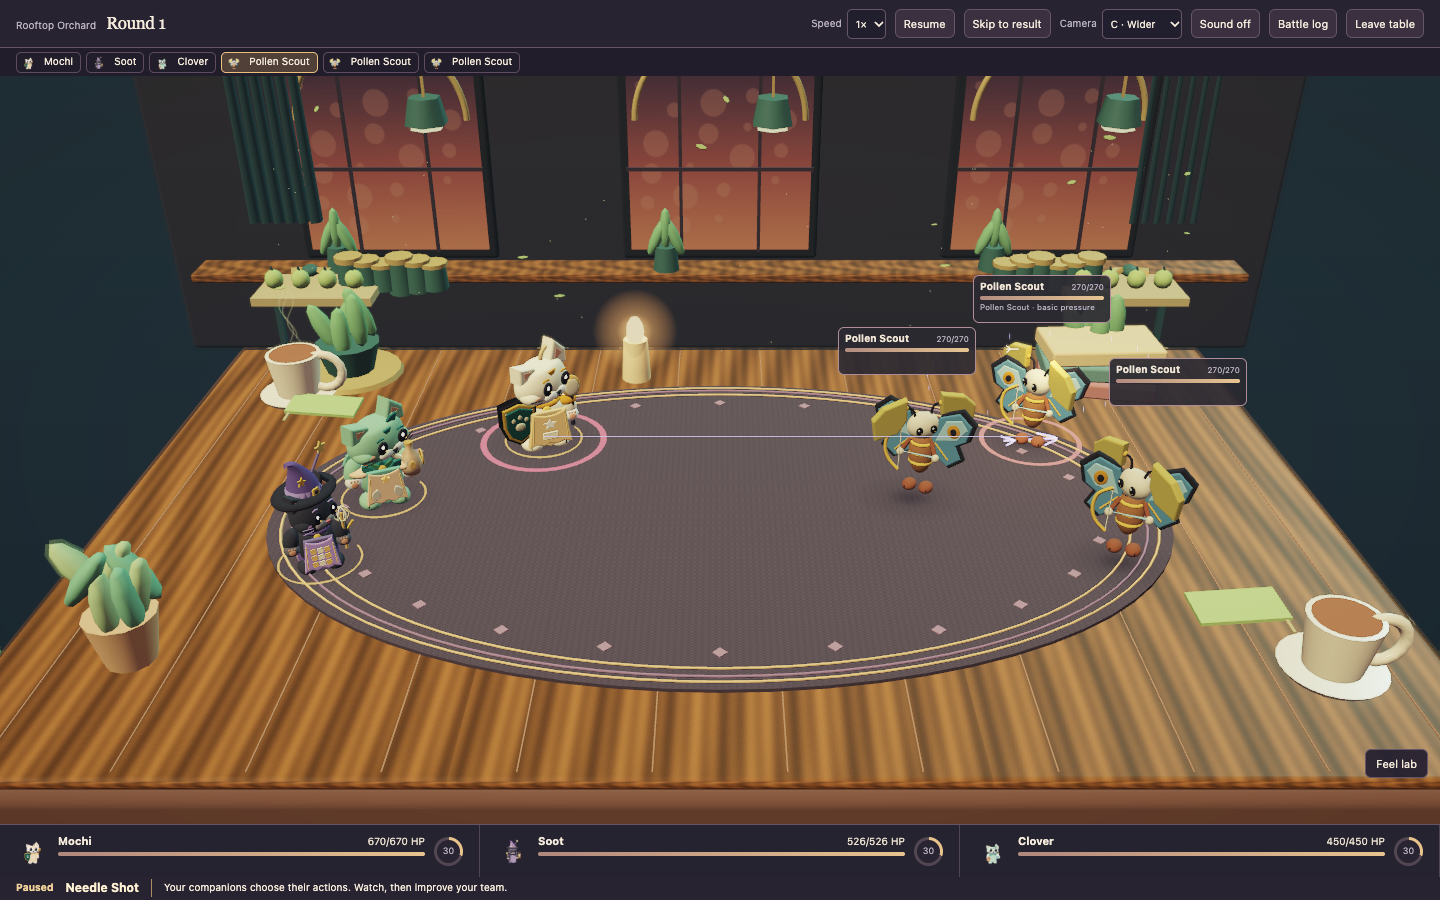 Rooftop Orchard Round 1
Speed 1× Resume Skip to result Camera C · Wider Sound off Battle log Leave table
Mochi Soot Clover Pollen Scout Pollen Scout Pollen Scout
Pollen Scout 270/270
Pollen Scout · basic pressure
Pollen Scout 270/270
Pollen Scout 270/270
Feel lab
Mochi 670/670 HP 30
Soot 526/526 HP 30
Clover 450/450 HP 30
Paused Needle Shot Your companions choose their actions. Watch, then improve your team.